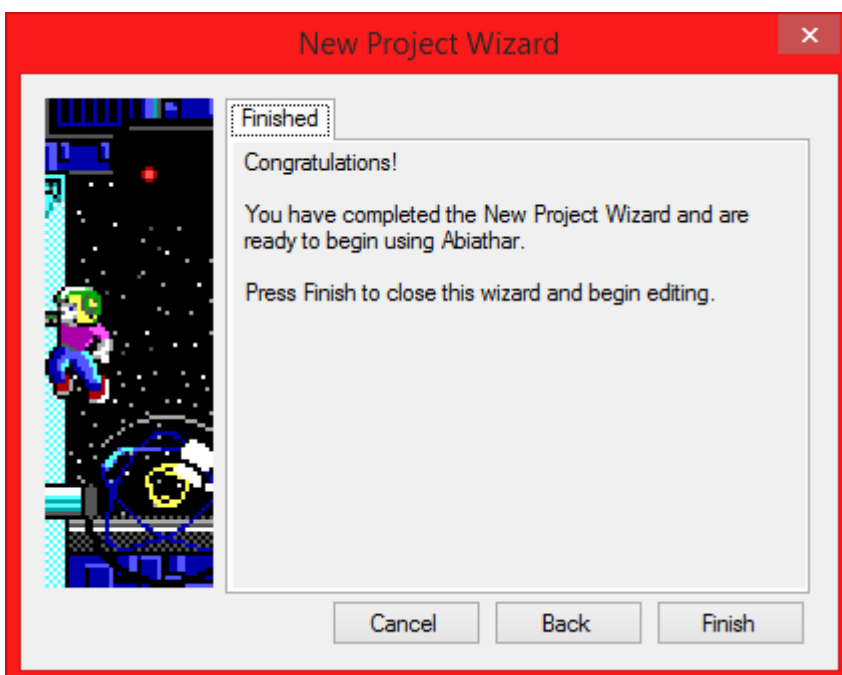 New Project Wizard
Finished
Congratulations!
You have completed the New Project Wizard and are
ready to begin using Abiathar.
Press Finish to close this wizard and begin editing.
Cancel Back Finish